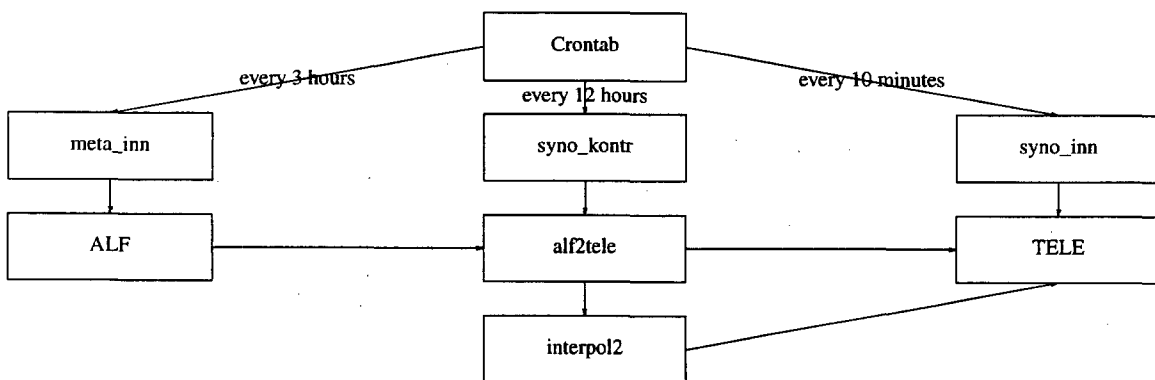 Crontab
every 3 hours
every 12 hours
every 10 minutes
meta_inn
syno_kontr
syno_inn
ALF
alf2tele
TELE
interpol2